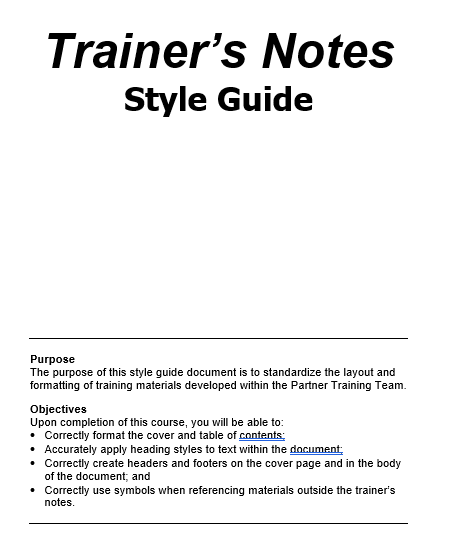 Trainer’s Notes
Style Guide
Purpose
The purpose of this style guide document is to standardize the layout and
formatting of training materials developed within the Partner Training Team.
Objectives
Upon completion of this course, you will be able to:
• Correctly format the cover and table of contents;
• Accurately apply heading styles to text within the document;
• Correctly create headers and footers on the cover page and in the body
of the document; and
• Correctly use symbols when referencing materials outside the trainer’s
notes.